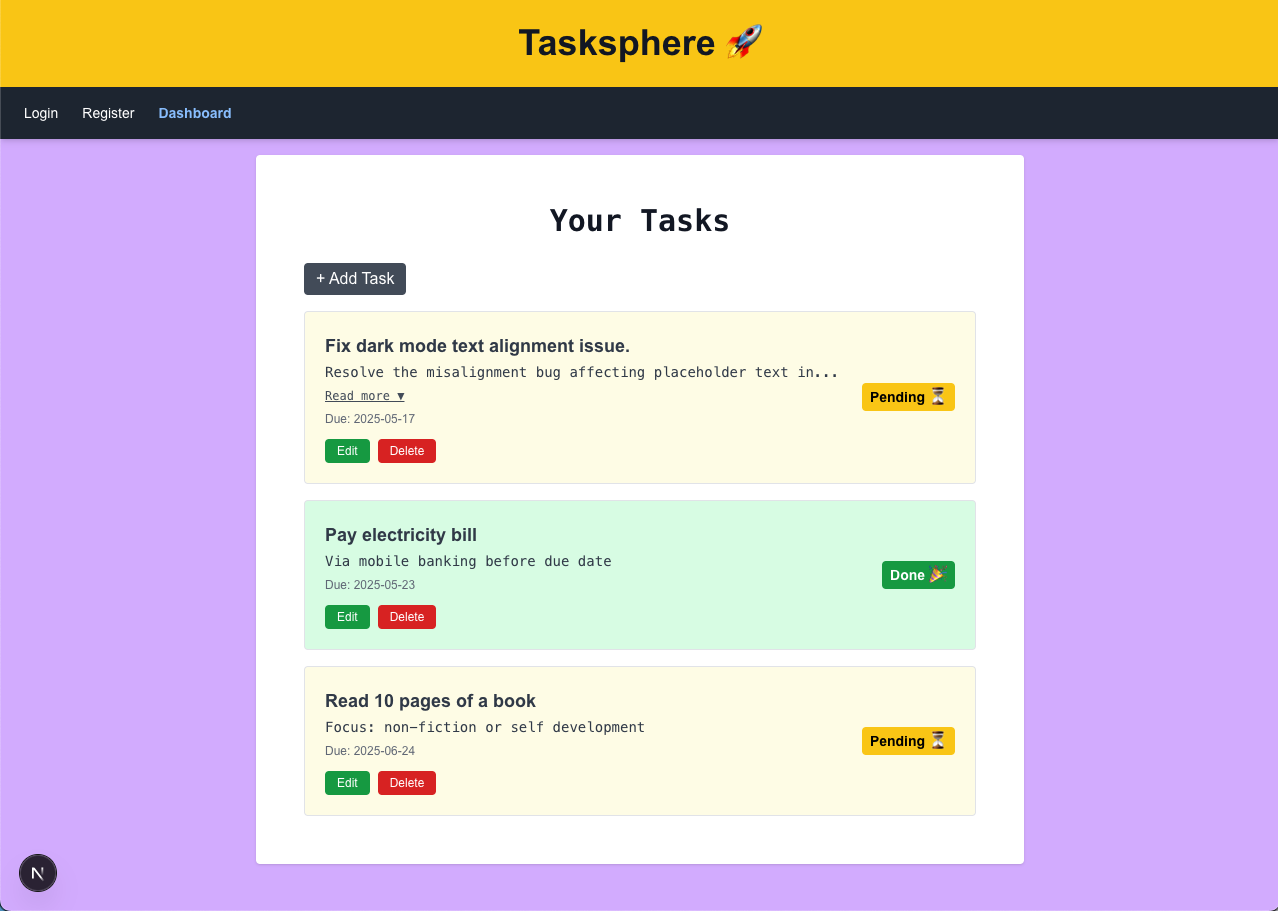 Tasksphere 🚀
Login Register Dashboard
Your Tasks
+ Add Task
Fix dark mode text alignment issue.
Resolve the misalignment bug affecting placeholder text in...
Read more ▼
Pending ⏳
Due: 2025-05-17
Edit Delete
Pay electricity bill
Via mobile banking before due date
Done 🎉
Due: 2025-05-23
Edit Delete
Read 10 pages of a book
Focus: non-fiction or self development
Pending ⏳
Due: 2025-06-24
Edit Delete
N